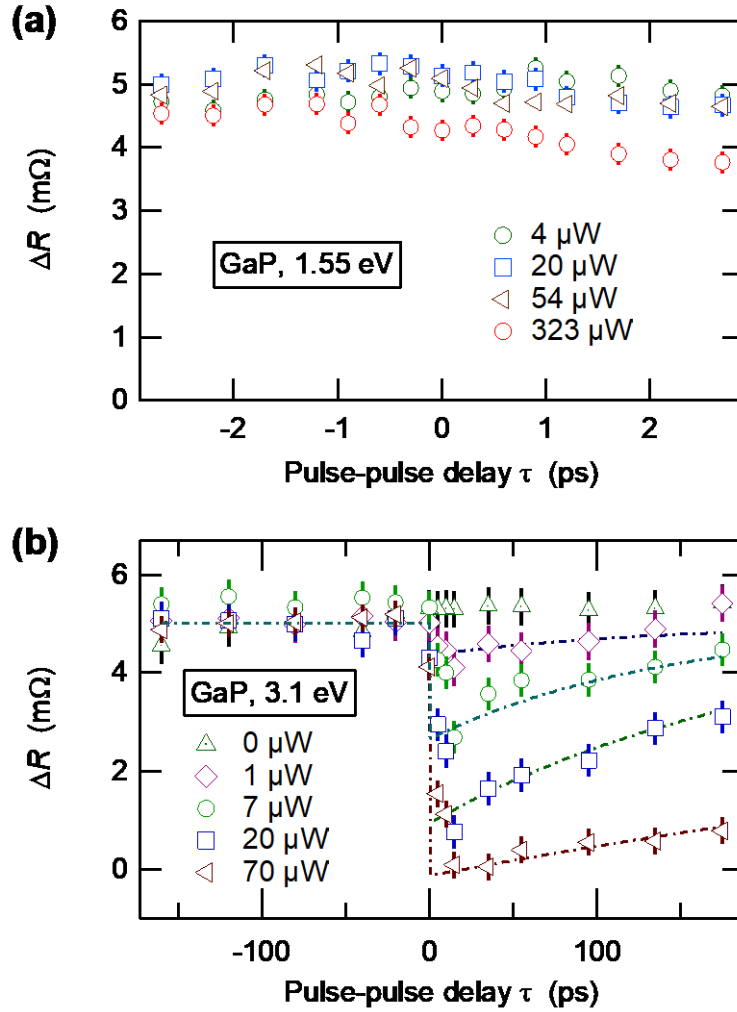 (a)
6
5
4
3
2
1
0
ΔR (mΩ)
GaP, 1.55 eV
4 µW
20 µW
54 µW
323 µW
-2
-1
0
1
2
Pulse-pulse delay τ (ps)
(b)
6
4
2
0
ΔR (mΩ)
GaP, 3.1 eV
0 µW
1 µW
7 µW
20 µW
70 µW
-100
0
100
Pulse-pulse delay τ (ps)